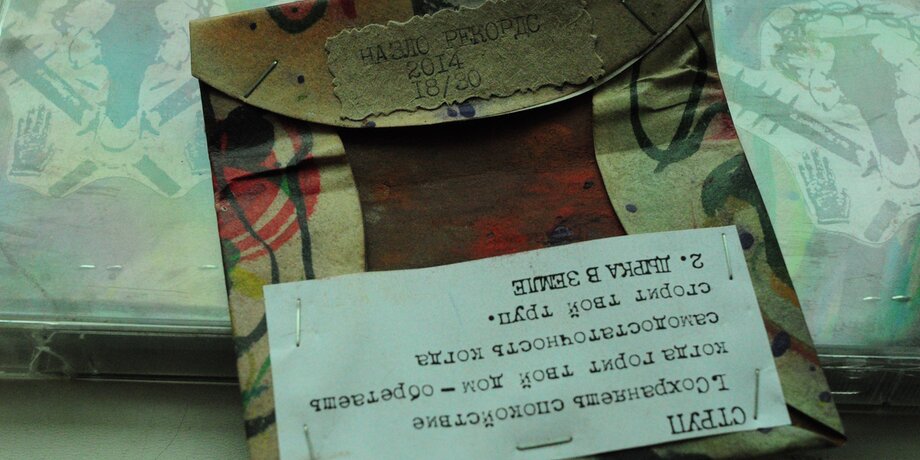 НАЗЛО РЕКОРДС
2014
18/30
СТРУП
1.Сохраняешь спокойствие
когда горит твой дом — обретаешь
самодостаточность когда
сгорит твой труп.
2. ДЫРКА В ЗЕМЛЕ